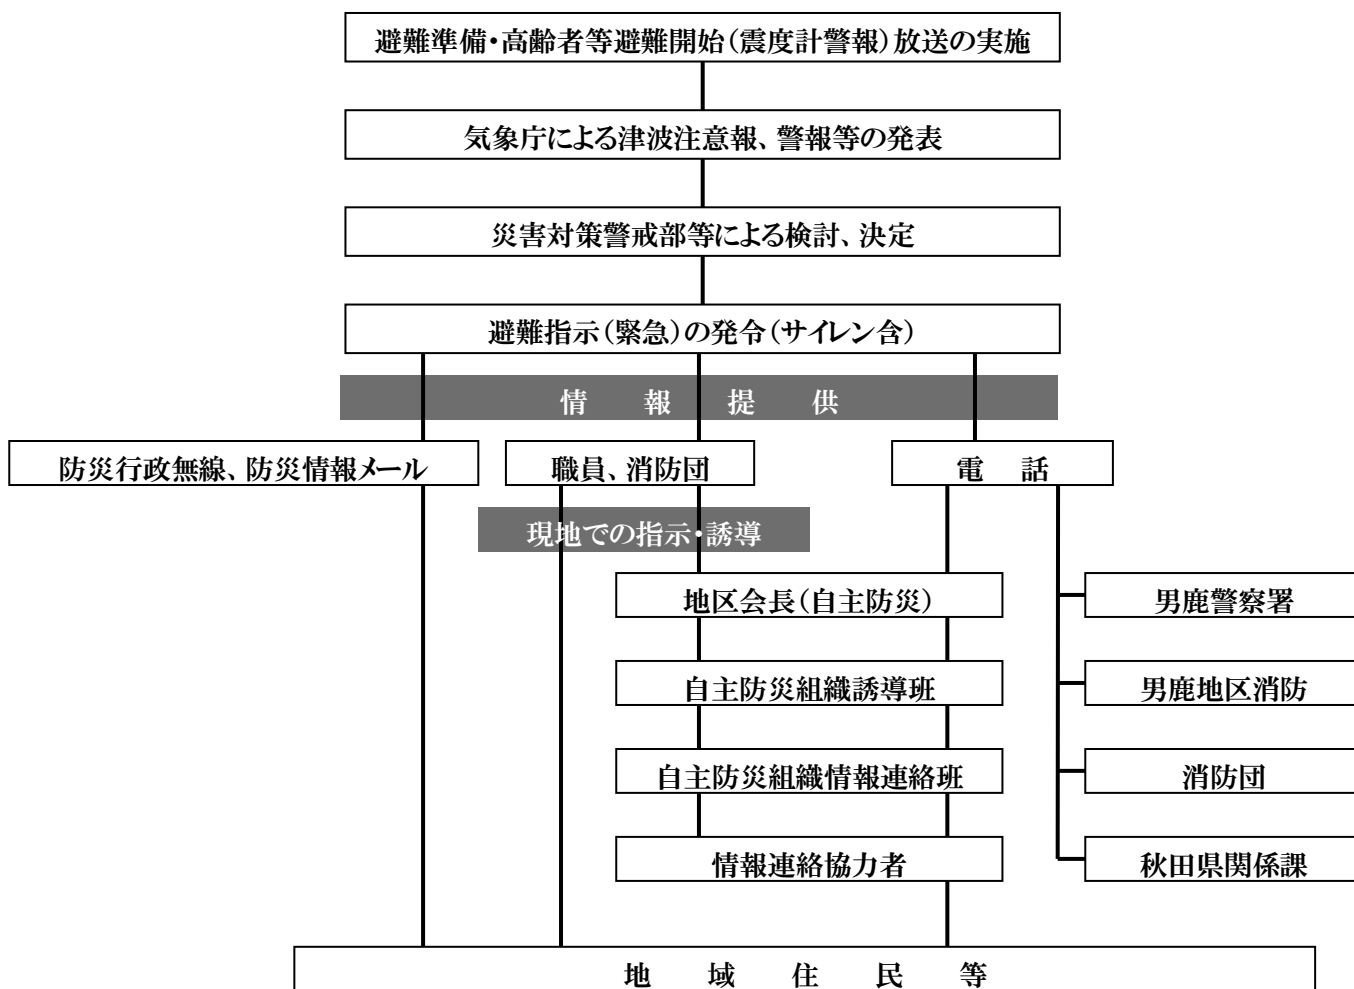 避難準備・高齢者等避難開始（震度計警報）放送の実施
気象庁による津波注意報、警報等の発表
災害対策警戒部等による検討、決定
避難指示（緊急）の発令（サイレン含）
情　報　提　供
防災行政無線、防災情報メール
職員、消防団
電　話
現地での指示・誘導
地区会長（自主防災）
男鹿警察署
自主防災組織誘導班
男鹿地区消防
自主防災組織情報連絡班
消防団
情報連絡協力者
秋田県関係課
地　域　住　民　等